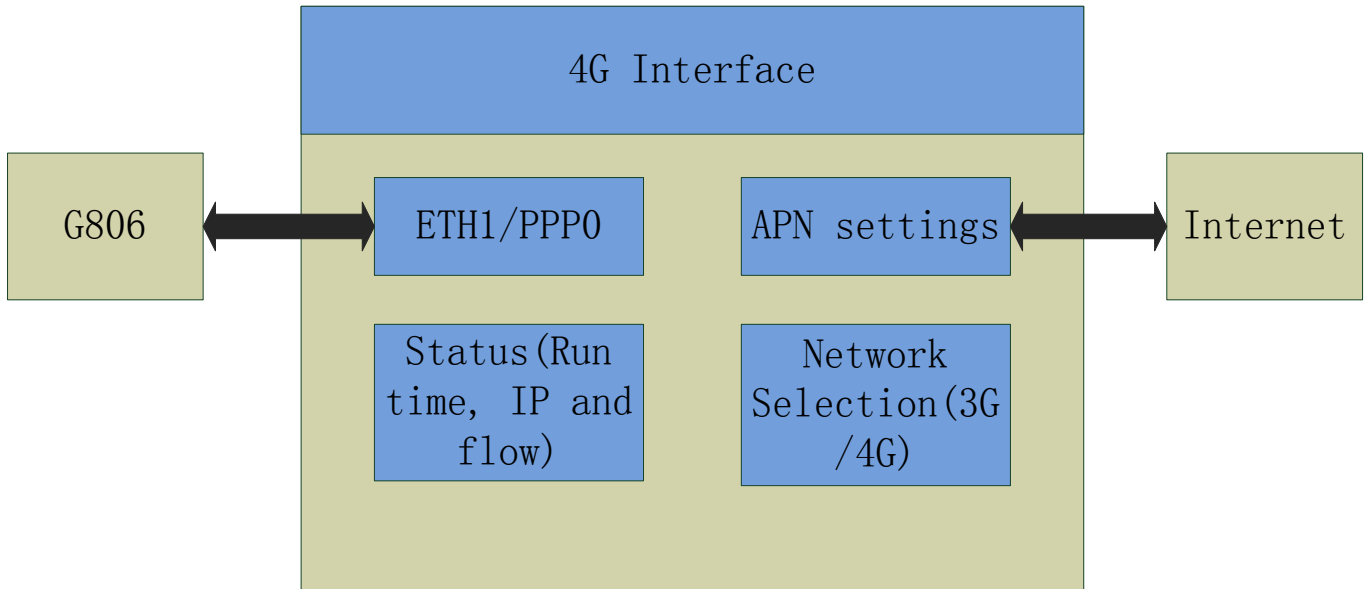 4G Interface
G806
ETH1/PPP0
APN settings
Internet
Status(Run
time, IP and
flow)
Network
Selection(3G
/4G)